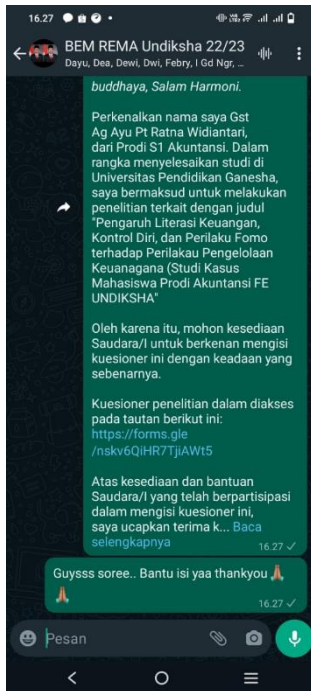 16.27
BEM REMA Undiksha 22/23
Dayu, Dea, Dewi, Dwi, Febry, I Gd Ngr, ...
buddhaya, Salam Harmoni.
Perkenalkan nama saya Gst
Ag Ayu Pt Ratna Widiantari,
dari Prodi S1 Akuntansi. Dalam
rangka menyelesaikan studi di
Universitas Pendidikan Ganesha,
saya bermaksud untuk melakukan
penelitian terkait dengan judul
"Pengaruh Literasi Keuangan,
Kontrol Diri, dan Perilaku Fomo
terhadap Perilakau Pengelolaan
Keuanagana (Studi Kasus
Mahasiswa Prodi Akuntansi FE
UNDIKSHA"
Oleh karena itu, mohon kesediaan
Saudara/I untuk berkenan mengisi
kuesioner ini dengan keadaan yang
sebenarnya.
Kuesioner penelitian dalam diakses
pada tautan berikut ini:
https://forms.gle
/nskv6QiHR7TjiAWt5
Atas kesediaan dan bantuan
Saudara/I yang telah berpartisipasi
dalam mengisi kuesioner ini,
saya ucapkan terima k... Baca
selengkapnya
16.27
Guysss soree.. Bantu isi yaa thankyou 🙏🏽
🙏🏽
16.27
Pesan